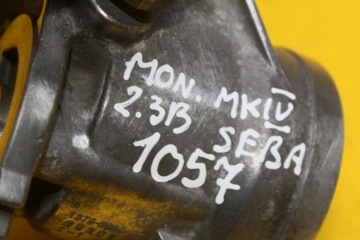 MON. MKIV
2.3B SEBA
1057